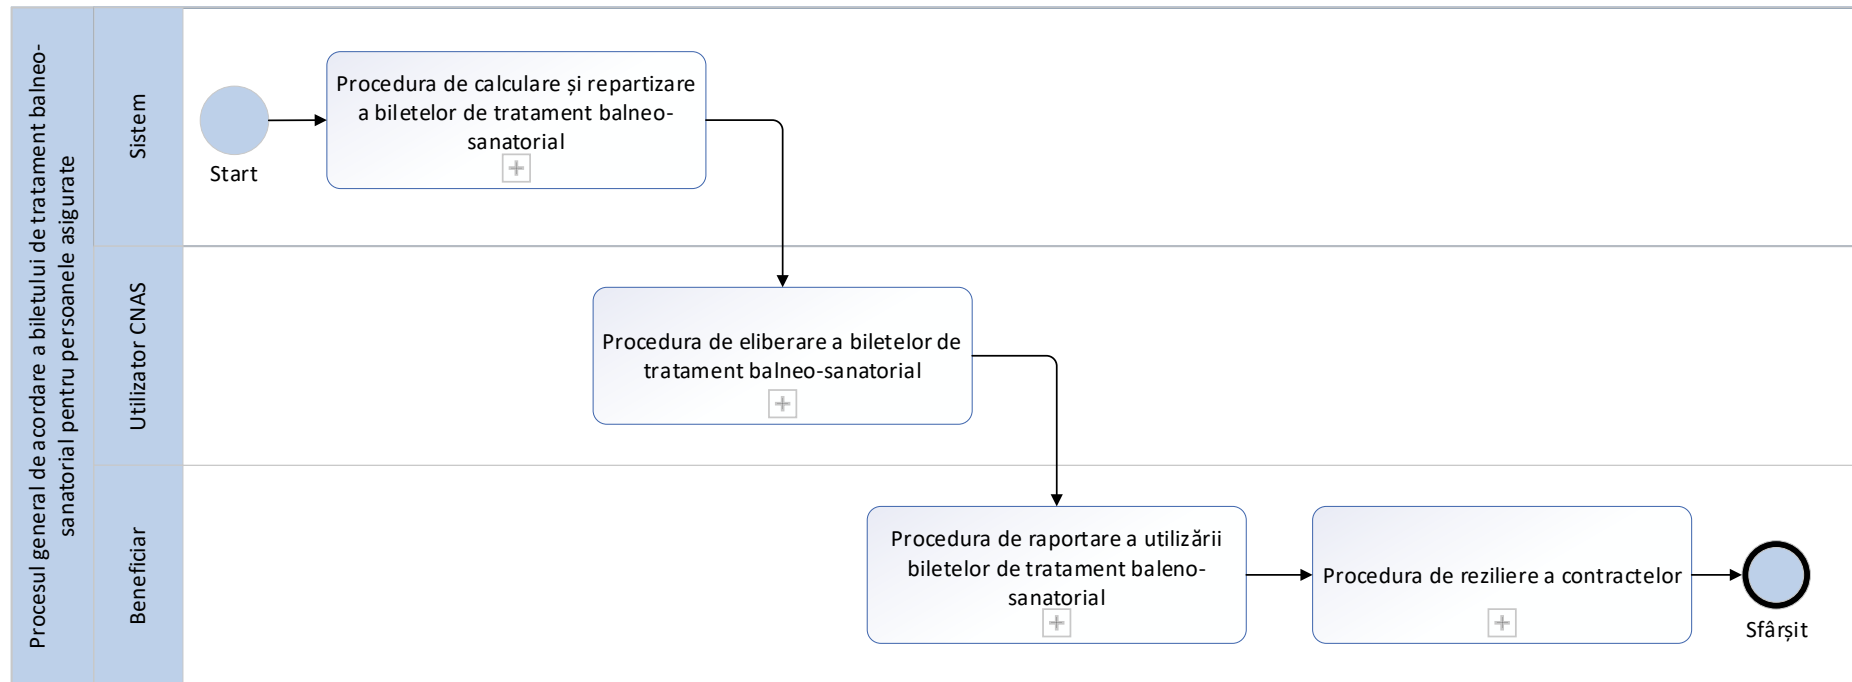 Procesul general de acordare a biletului de tratament balneo-
sanatorial pentru persoanele asigurate
Sistem
Start
Procedura de calculare și repartizare
a biletelor de tratament balneo-
sanatorial
Utilizator CNAS
Procedura de eliberare a biletelor de
tratament balneo-sanatorial
Beneficiar
Procedura de raportare a utilizării
biletelor de tratament baleno-
sanatorial
Procedura de reziliere a contractelor
Sfârșit